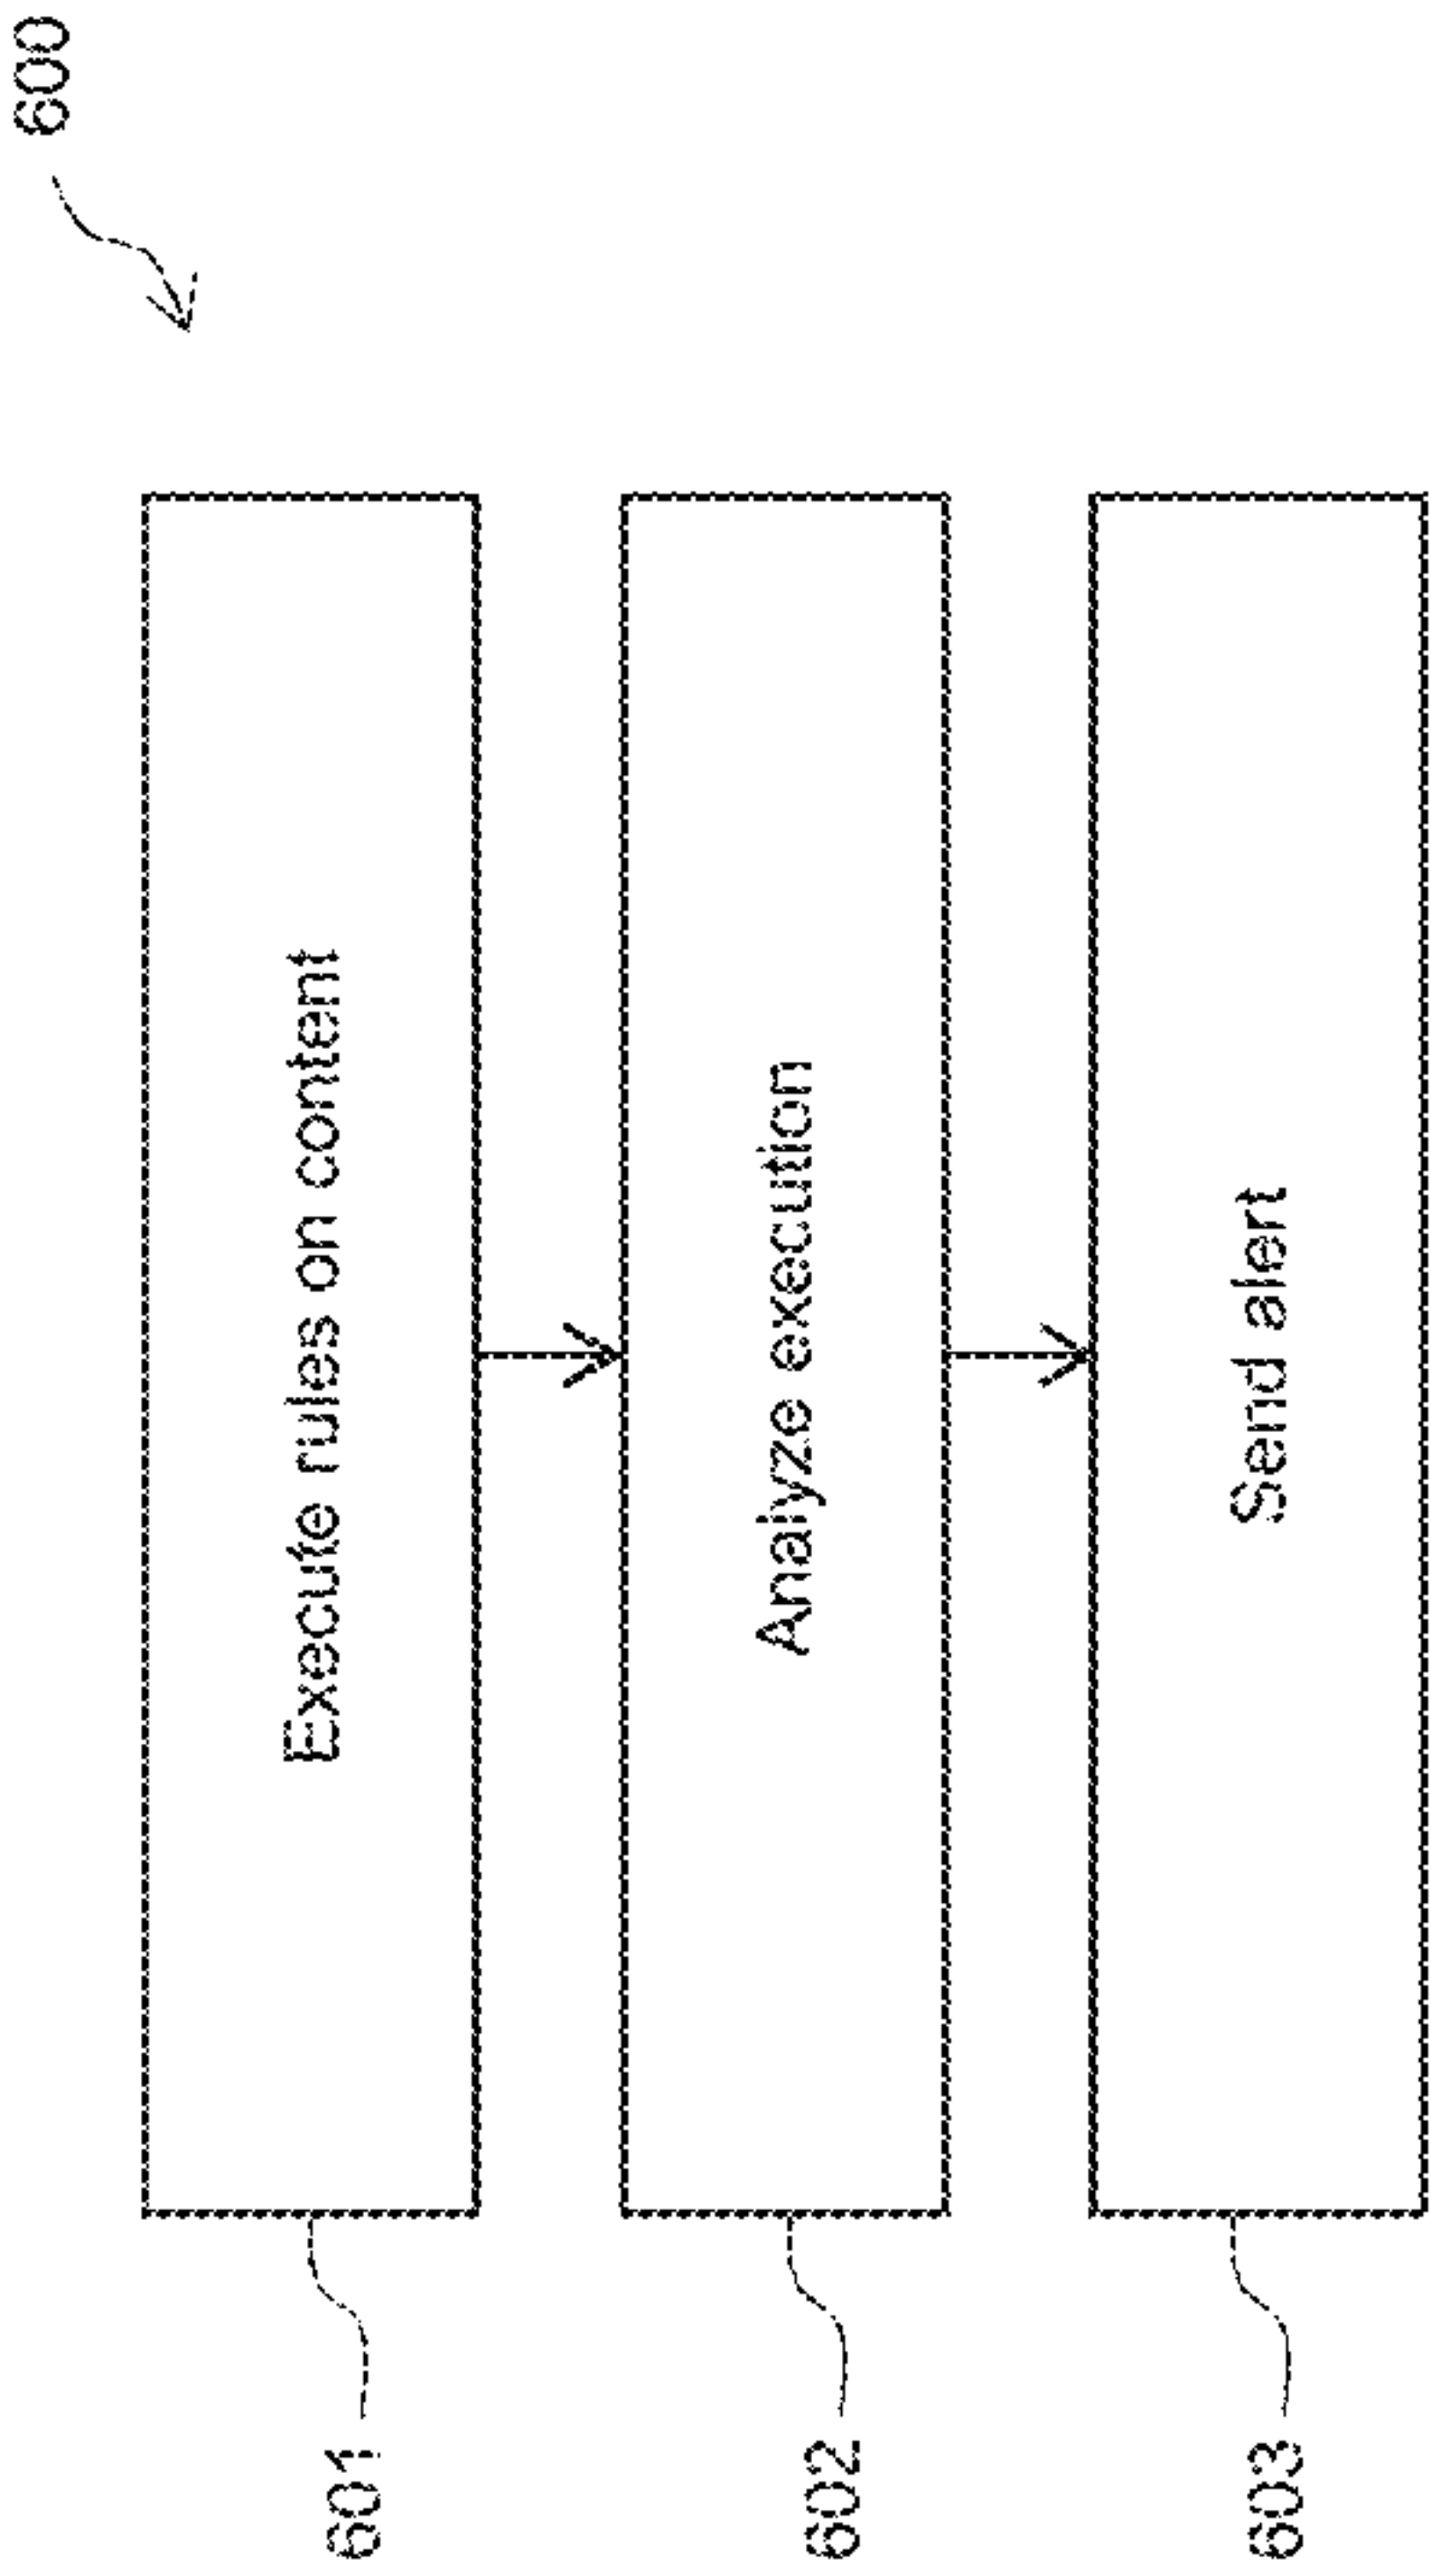 600
Execute rules on content
601
Analyze execution
602
Send alert
603